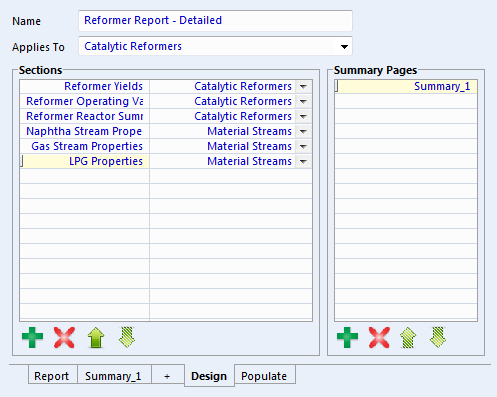 Name Reformer Report - Detailed
Applies To Catalytic Reformers
Sections
Reformer Yields Catalytic Reformers
Reformer Operating Va Catalytic Reformers
Reformer Reactor Sumr Catalytic Reformers
Naphtha Stream Prope Material Streams
Gas Stream Properties Material Streams
LPG Properties Material Streams
Summary Pages
Summary_1
Report Summary_1 + Design Populate